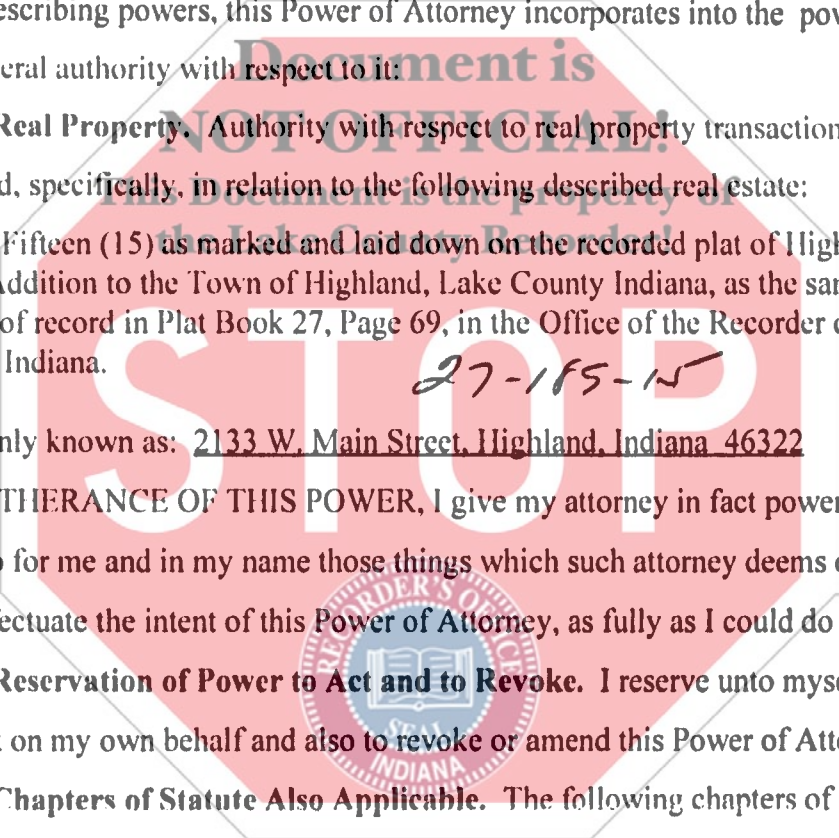 escribing powers, this Power of Attorney incorporates into the pow
Document is
eral authority with respect to it:
NOT OFFICIAL!
Real Property. Authority with respect to real property transaction
This Document is the property of
d, specifically, in relation to the following described real estate:
the Lake County Recorder!
Fifteen (15) as marked and laid down on the recorded plat of High
Addition to the Town of Highland, Lake County Indiana, as the sam
of record in Plat Book 27, Page 69, in the Office of the Recorder o
Indiana.
27-185-15
STOP
nly known as: 2133 W. Main Street, Highland, Indiana 46322
THERANCE OF THIS POWER, I give my attorney in fact power
o for me and in my name those things which such attorney deems e
fectuate the intent of this Power of Attorney, as fully as I could do
RECORDER'S OFFICE
Reservation of Power to Act and to Revoke. I reserve unto myse
SEAL
t on my own behalf and also to revoke or amend this Power of Atto
INDIANA
Chapters of Statute Also Applicable. The following chapters of